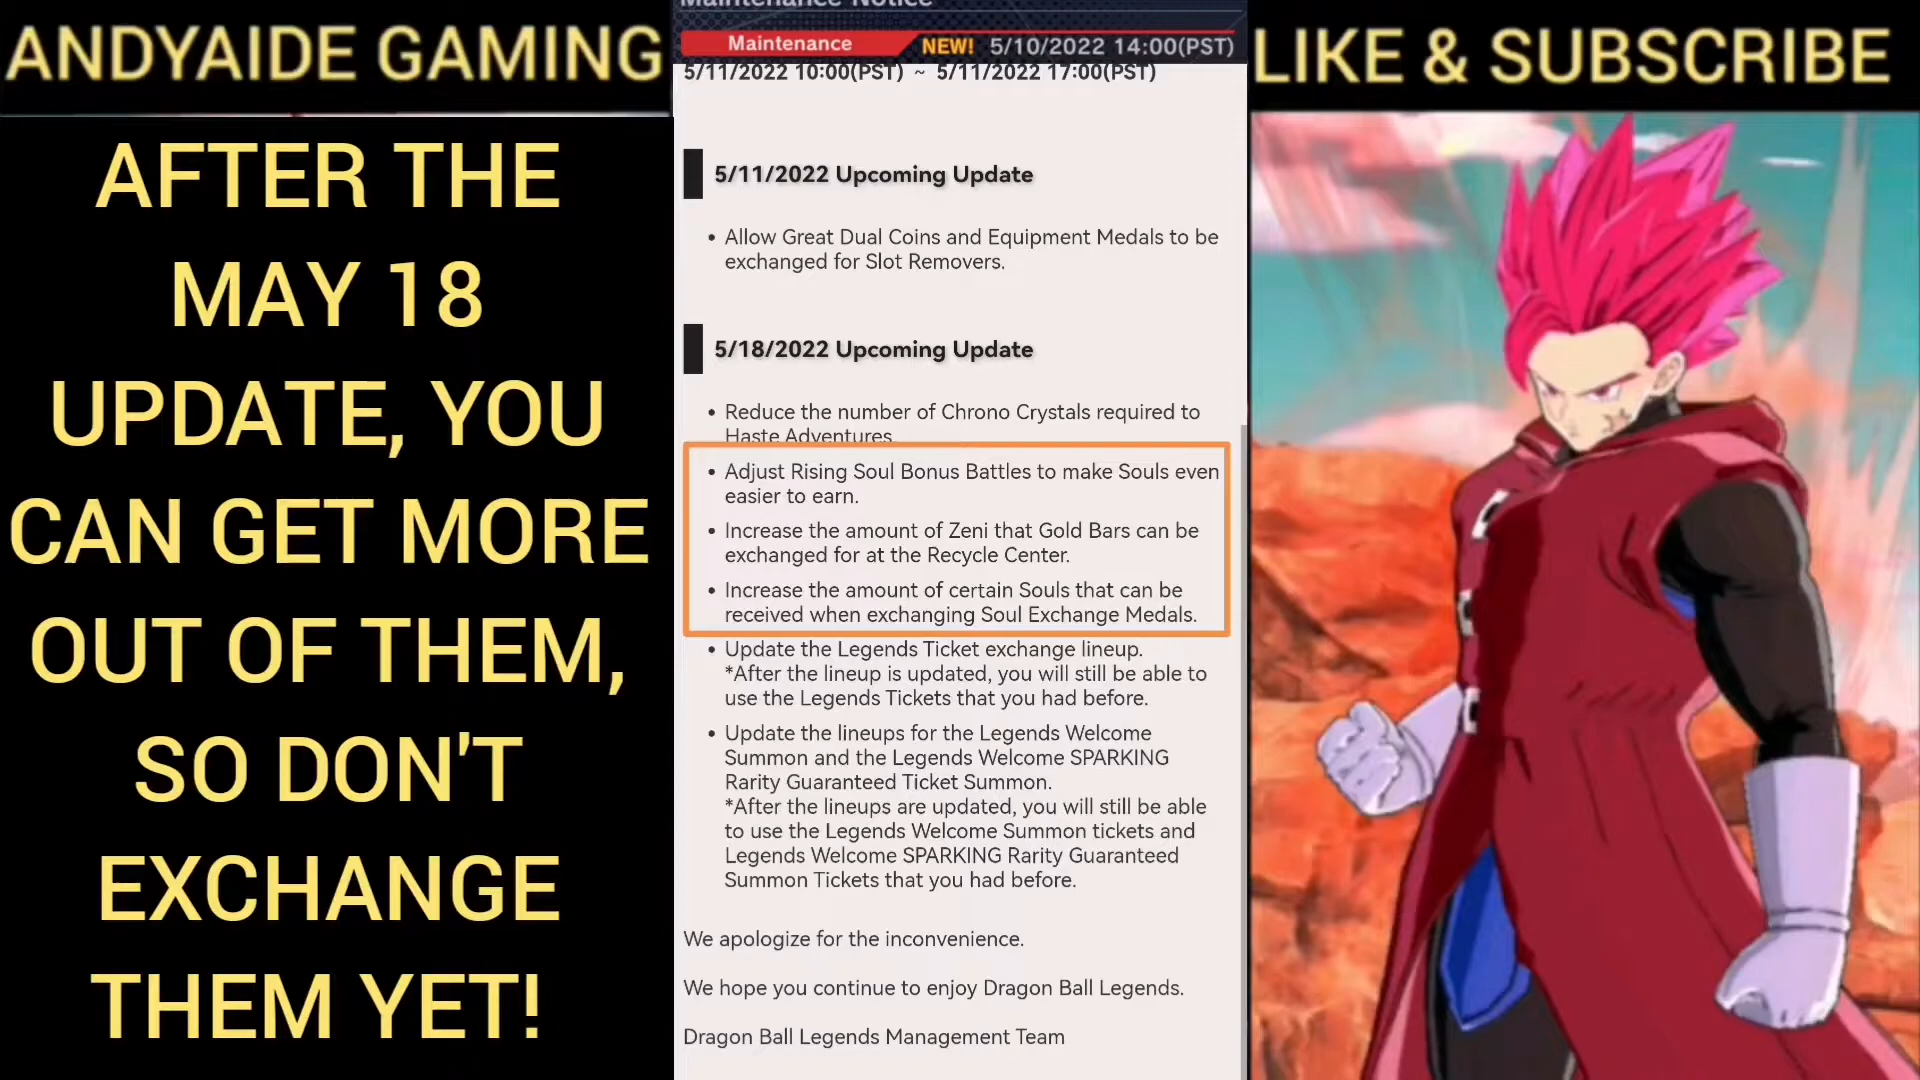 ANDYAIDE GAMING
AFTER THE
MAY 18
UPDATE, YOU
CAN GET MORE
OUT OF THEM,
SO DON'T
EXCHANGE
THEM YET!
Maintenance Notice
Maintenance NEW! 5/10/2022 14:00(PST)
5/11/2022 10:00(PST) ~ 5/11/2022 17:00(PST)
5/11/2022 Upcoming Update
• Allow Great Dual Coins and Equipment Medals to be
exchanged for Slot Removers.
5/18/2022 Upcoming Update
• Reduce the number of Chrono Crystals required to
Haste Adventures.
• Adjust Rising Soul Bonus Battles to make Souls even
easier to earn.
• Increase the amount of Zeni that Gold Bars can be
exchanged for at the Recycle Center.
• Increase the amount of certain Souls that can be
received when exchanging Soul Exchange Medals.
• Update the Legends Ticket exchange lineup.
*After the lineup is updated, you will still be able to
use the Legends Tickets that you had before.
• Update the lineups for the Legends Welcome
Summon and the Legends Welcome SPARKING
Rarity Guaranteed Ticket Summon.
*After the lineups are updated, you will still be able
to use the Legends Welcome Summon tickets and
Legends Welcome SPARKING Rarity Guaranteed
Summon Tickets that you had before.
We apologize for the inconvenience.
We hope you continue to enjoy Dragon Ball Legends.
Dragon Ball Legends Management Team
LIKE & SUBSCRIBE